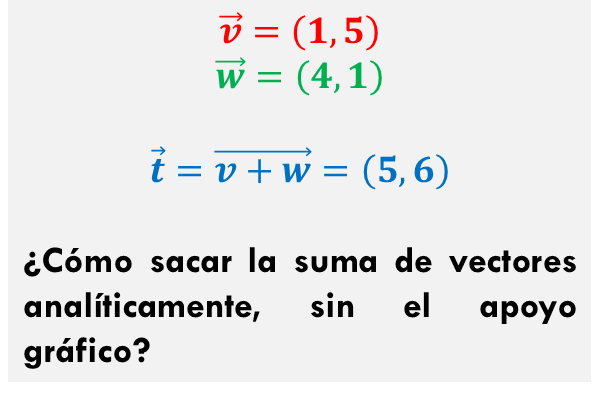 v⃗ = (1, 5)
w⃗ = (4, 1)
t⃗ = v + w = (5, 6)
¿Cómo sacar la suma de vectores
analíticamente, sin el apoyo
gráfico?